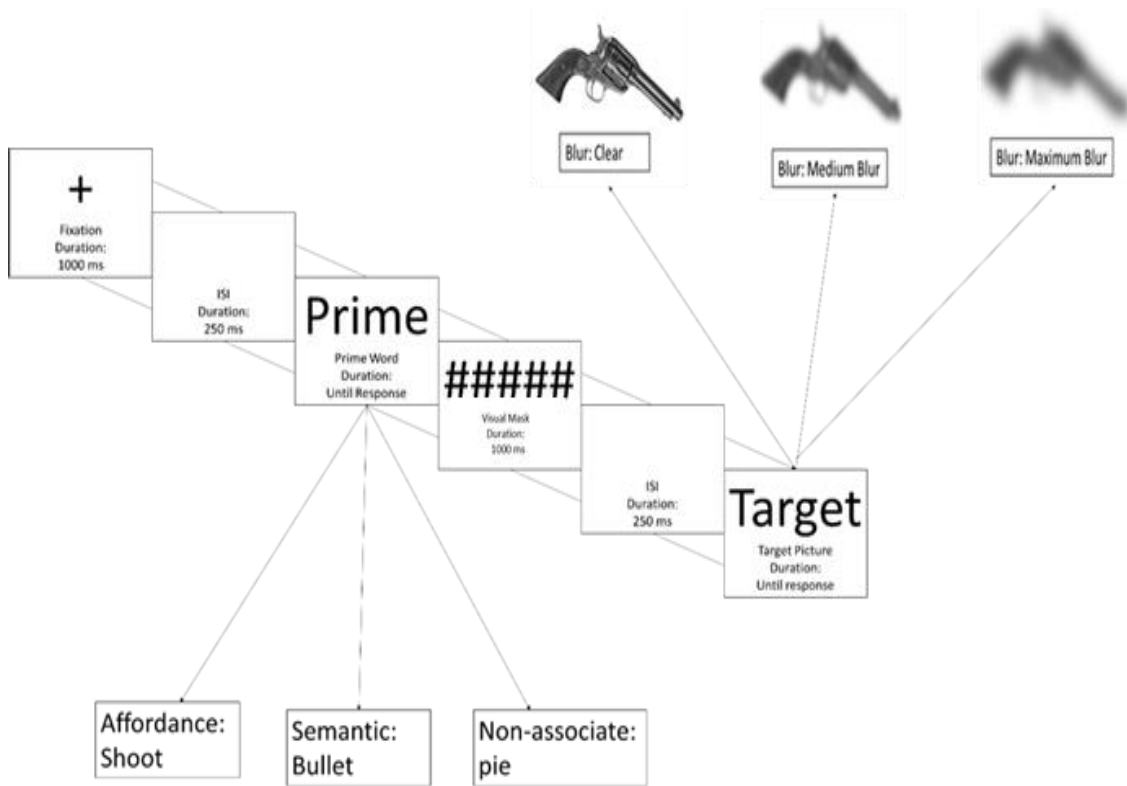 Blur: Clear
Blur: Medium Blur
Blur: Maximum Blur
+
Fixation
Duration:
1000 ms
ISI
Duration:
250 ms
Prime
Prime Word
Duration:
Until Response
#####
Visual Mask
Duration:
1000 ms
ISI
Duration:
250 ms
Target
Target Picture
Duration:
Until response
Affordance:
Shoot
Semantic:
Bullet
Non-associate:
pie